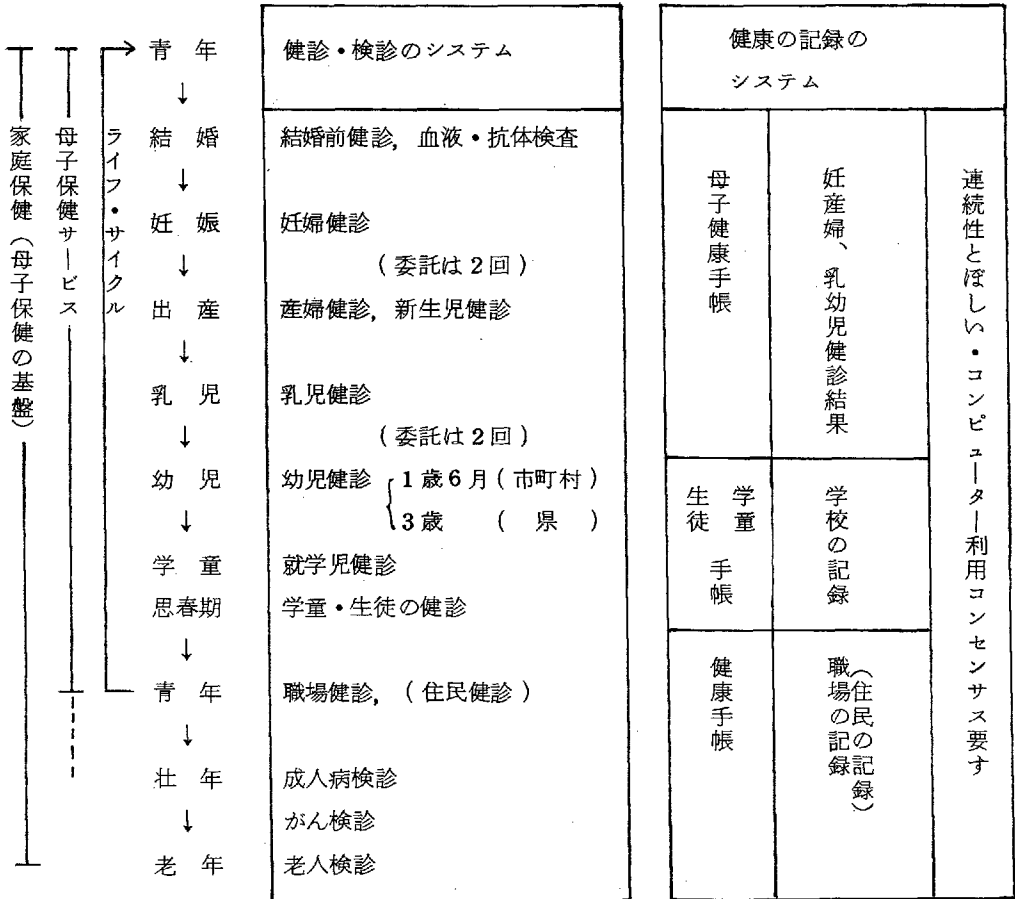 家庭保健（母子保健の基盤）
母子保健サービス
ライフ・サイクル
青年
↓
結婚
↓
妊娠
↓
出産
↓
乳児
↓
幼児
↓
学童
思春期
↓
青年
↓
壮年
↓
老年
健診・検診のシステム
結婚前健診，血液・抗体検査
妊婦健診
（委託は2回）
産婦健診，新生児健診
乳児健診
（委託は2回）
幼児健診 1歳6月（市町村）
3歳（県）
就学児健診
学童・生徒の健診
職場健診，（住民健診）
成人病検診
がん検診
老人検診
健康の記録の
システム
母子健康手帳
妊産婦、乳幼児健診結果
学童
生徒
手帳
学校の記録
健康手帳
（住民の記録）
職場の記録
連続性とぼしい・コンピューター利用コンセンサス要す